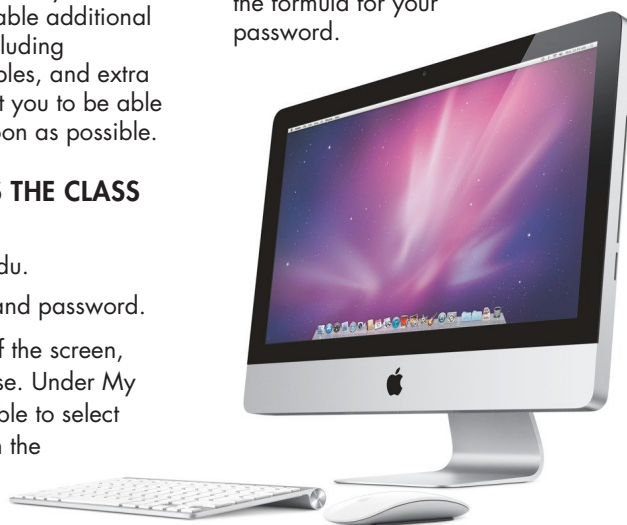 able additional
luding
ples, and extra
t you to be able
oon as possible.
THE CLASS
du.
and password.
f the screen,
se. Under My
ble to select
n the
the formula for your
password.